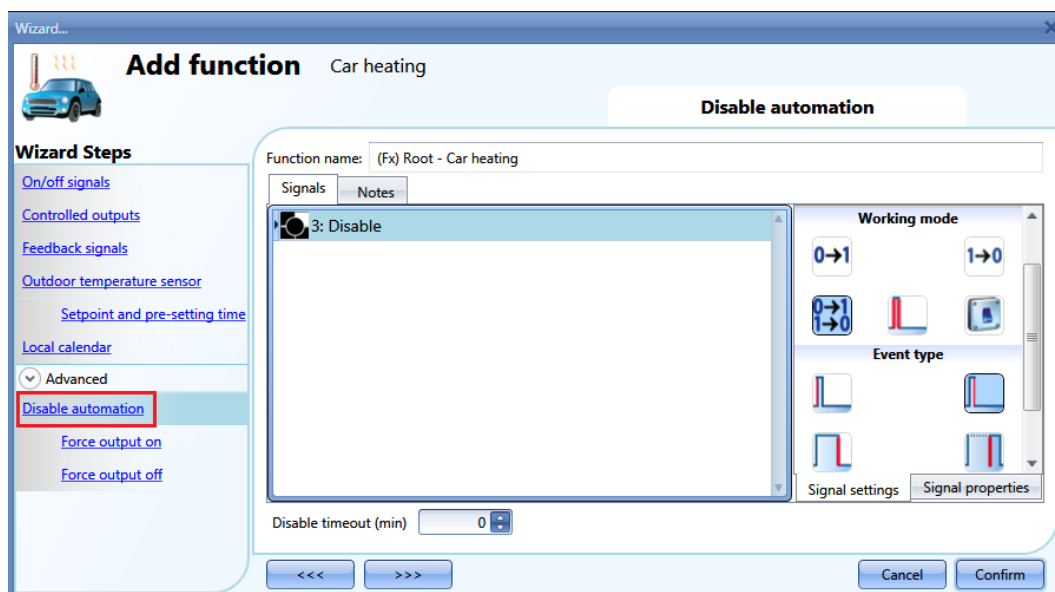 Wizard...
Add function Car heating
Disable automation
Wizard Steps
On/off signals
Controlled outputs
Feedback signals
Outdoor temperature sensor
Setpoint and pre-setting time
Local calendar
Advanced
Disable automation
Force output on
Force output off
Function name: (Fx) Root - Car heating
Signals Notes
3: Disable
Working mode
0→1 1→0
0→1
1→0
Event type
Signal settings Signal properties
Disable timeout (min) 0
<<< >>> Cancel Confirm